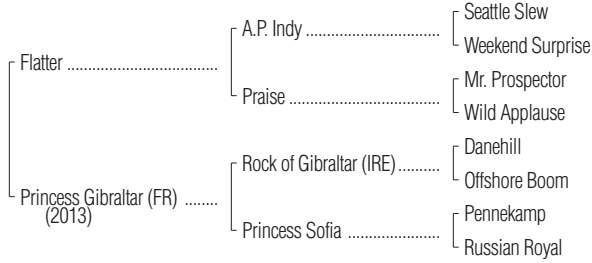 Seattle Slew
A.P. Indy ..............................
Weekend Surprise
Flatter ..................................
Mr. Prospector
Praise ..................................
Wild Applause
Danehill
Rock of Gibraltar (IRE) .........
Offshore Boom
Princess Gibraltar (FR) ........
(2013)
Pennekamp
Princess Sofia .....................
Russian Royal